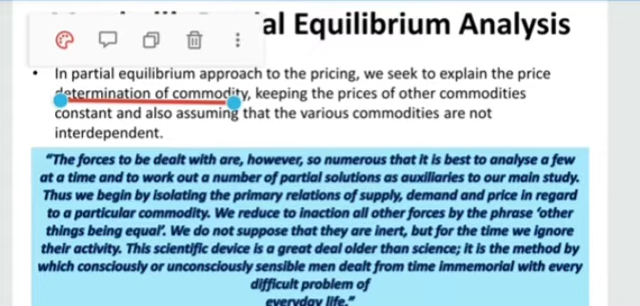 al Equilibrium Analysis
• In partial equilibrium approach to the pricing, we seek to explain the price
determination of commodity, keeping the prices of other commodities
constant and also assuming that the various commodities are not
interdependent.
“The forces to be dealt with are, however, so numerous that it is best to analyse a few
at a time and to work out a number of partial solutions as auxiliaries to our main study.
Thus we begin by isolating the primary relations of supply, demand and price in regard
to a particular commodity. We reduce to inaction all other forces by the phrase ‘other
things being equal’. We do not suppose that they are inert, but for the time we ignore
their activity. This scientific device is a great deal older than science; it is the method by
which consciously or unconsciously sensible men dealt from time immemorial with every
difficult problem of
everyday life.”